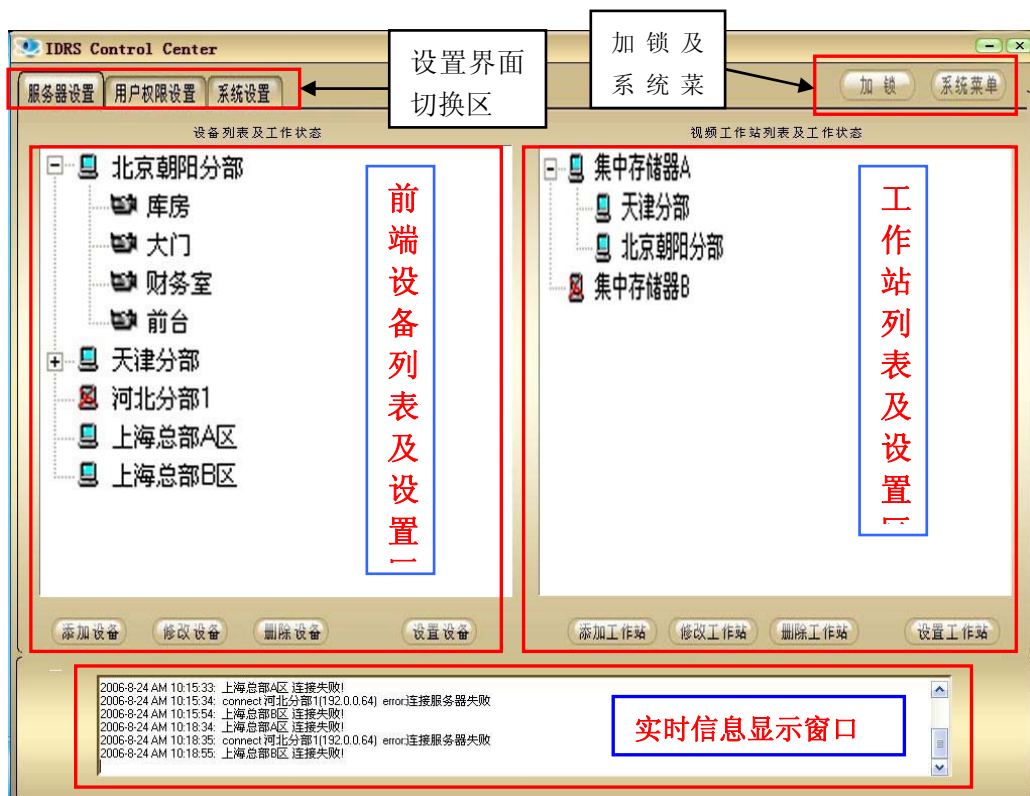 IDRS Control Center
设置界面
切换区
加锁及
系统菜
服务器设置
用户权限设置
系统设置
加 锁
系统菜单
设备列表及工作状态
视频工作站列表及工作状态
北京朝阳分部
库房
大门
财务室
前台
天津分部
河北分部1
上海总部A区
上海总部B区
前端设备列表及设置
集中存储器A
天津分部
北京朝阳分部
集中存储器B
工作站列表及设置
添加设备
修改设备
删除设备
设置设备
添加工作站
修改工作站
删除工作站
设置工作站
2006-8-24 AM 10:15:33: 上海总部A区 连接失败!
2006-8-24 AM 10:15:34: connect 河北分部1(192.0.0.64) error:连接服务器失败
2006-8-24 AM 10:15:54: 上海总部B区 连接失败!
2006-8-24 AM 10:18:34: 上海总部A区 连接失败!
2006-8-24 AM 10:18:35: connect 河北分部1(192.0.0.64) error:连接服务器失败
2006-8-24 AM 10:18:55: 上海总部B区 连接失败!
实时信息显示窗口